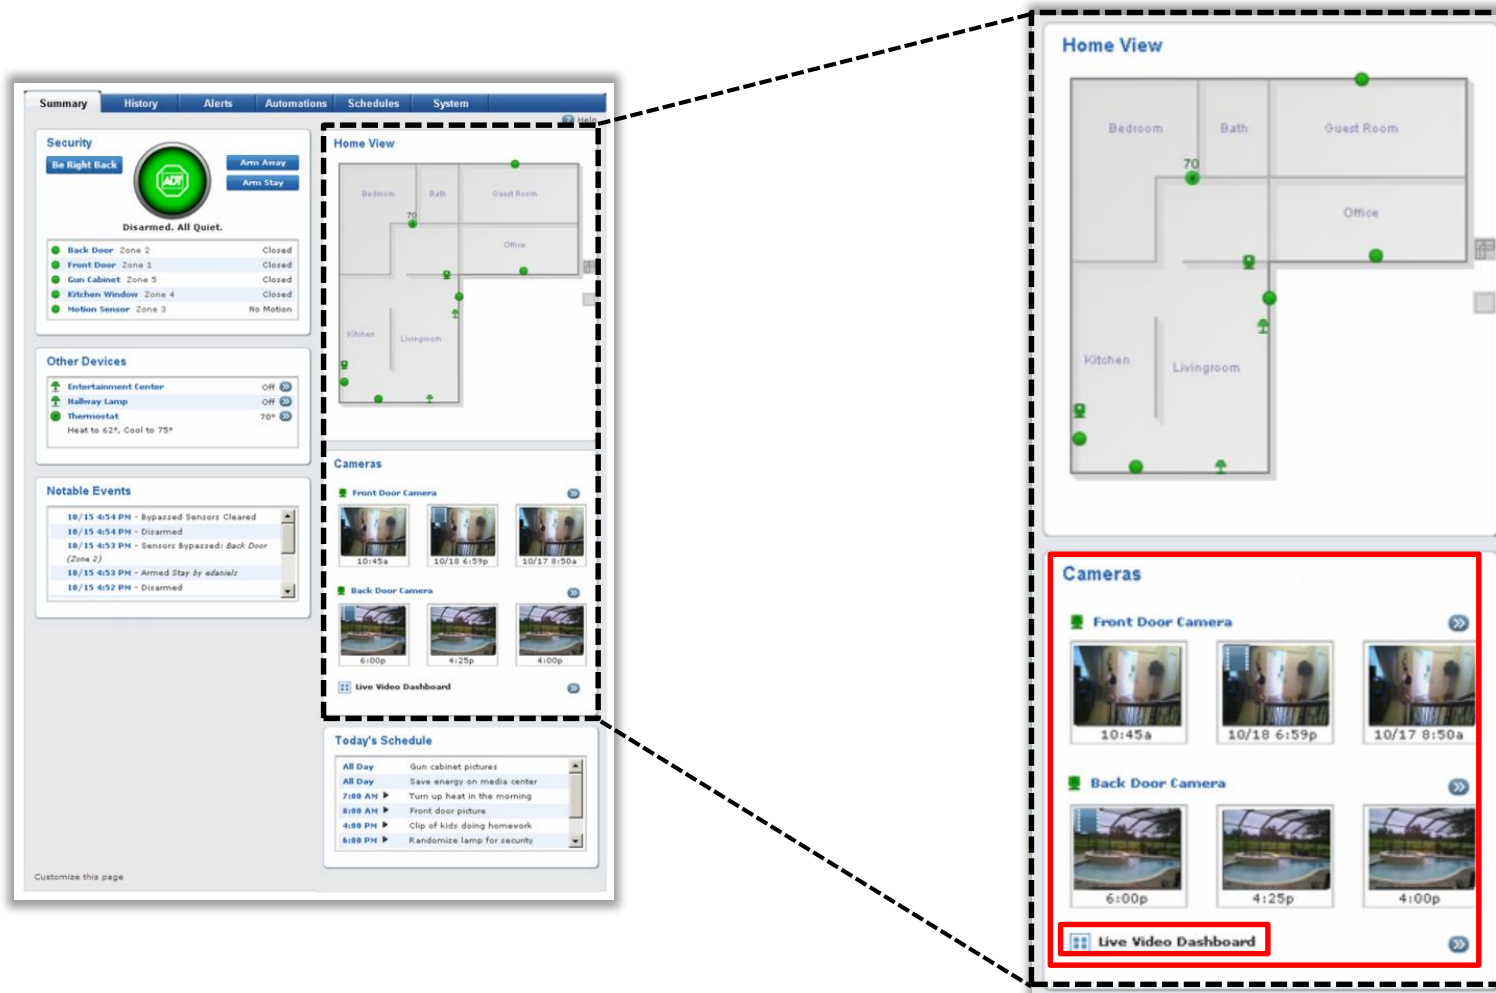 Summary History Alerts Automations Schedules System
Help
Security
Be Right Back
ADT
Arm Away
Arm Stay
Disarmed. All Quiet.
Back Door Zone 2 Closed
Front Door Zone 1 Closed
Gun Cabinet Zone 5 Closed
Kitchen Window Zone 4 Closed
Motion Sensor Zone 3 No Motion
Other Devices
Entertainment Center Off
Hallway Lamp Off
Thermostat 70°
Heat to 62°, Cool to 75°
Notable Events
10/15 4:54 PM - Bypassed Sensors Cleared
10/15 4:54 PM - Disarmed
10/15 4:53 PM - Sensors Bypassed: Back Door
(Zone 2)
10/15 4:53 PM - Armed Stay by edanielz
10/15 4:52 PM - Disarmed
Customize this page
Home View
Bedroom Bath Guest Room
70
Office
Kitchen
Livingroom
Cameras
Front Door Camera
10:45a 10/18 6:59p 10/17 8:50a
Back Door Camera
6:00p 4:25p 4:00p
Live Video Dashboard
Today's Schedule
All Day Gun cabinet pictures
All Day Save energy on media center
7:00 AM Turn up heat in the morning
8:00 AM Front door picture
4:00 PM Clip of kids doing homework
6:00 PM Randomize lamp for security
Home View
Bedroom Bath Guest Room
70
Office
Kitchen
Livingroom
Cameras
Front Door Camera
10:45a 10/18 6:59p 10/17 8:50a
Back Door Camera
6:00p 4:25p 4:00p
Live Video Dashboard